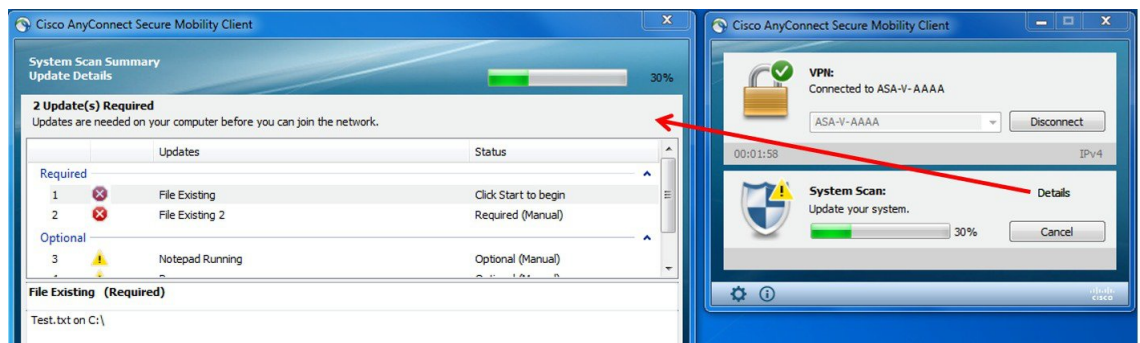 Cisco AnyConnect Secure Mobility Client
System Scan Summary
Update Details
30%
2 Update(s) Required
Updates are needed on your computer before you can join the network.
Updates Status
Required
1 File Existing Click Start to begin
2 File Existing 2 Required (Manual)
Optional
3 Notepad Running Optional (Manual)
File Existing (Required)
Test.txt on C:\
Cisco AnyConnect Secure Mobility Client
VPN:
Connected to ASA-V-AAAA
ASA-V-AAAA Disconnect
00:01:58 IPv4
System Scan: Details
Update your system.
30% Cancel
CISCO